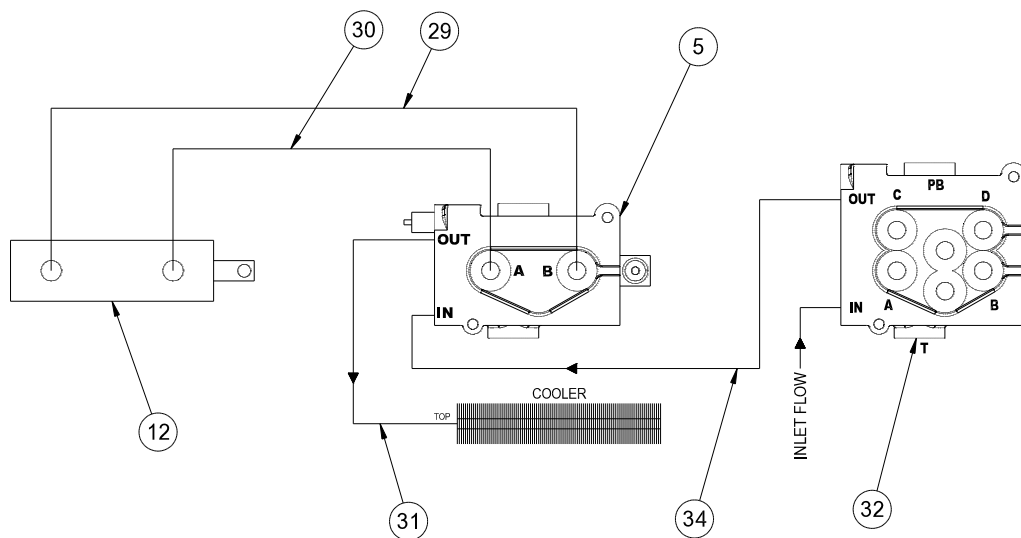 30
29
5
PB
C
D
OUT
OUT
A
B
IN
A
B
IN
T
COOLER
TOP
INLET FLOW
12
31
34
32